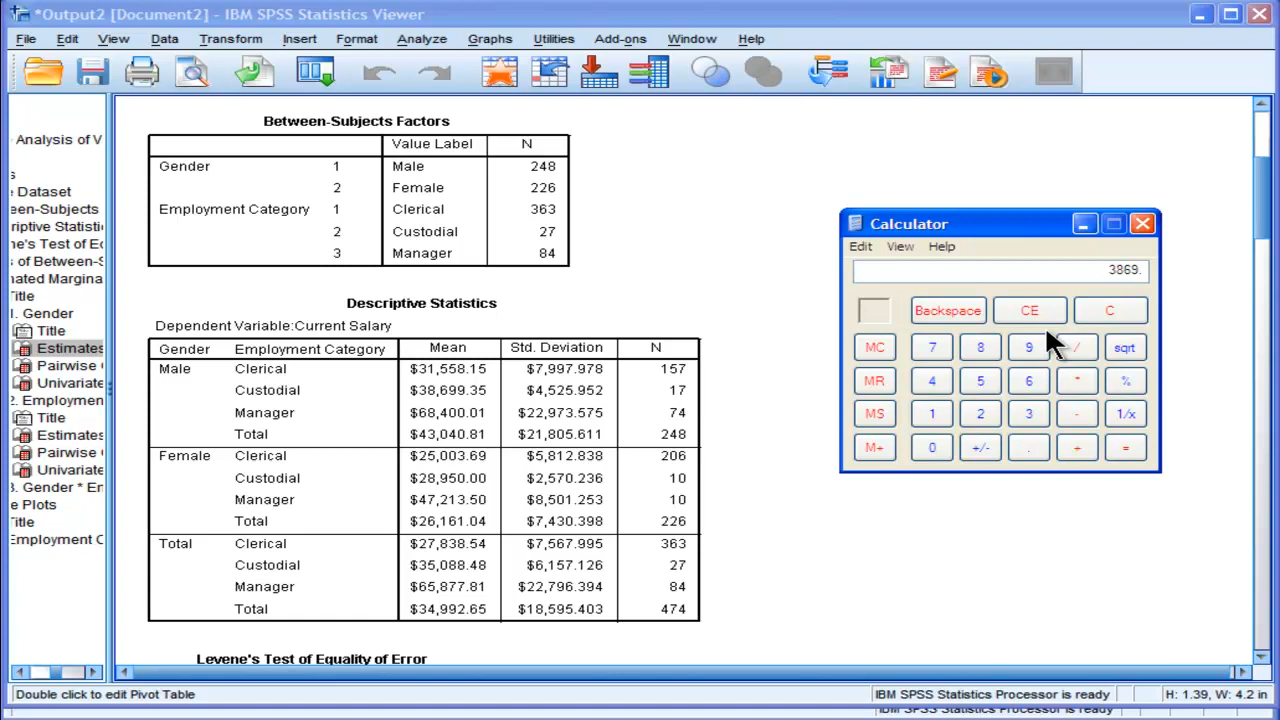 *Output2 [Document2] - IBM SPSS Statistics Viewer
File Edit View Data Transform Insert Format Analyze Graphs Utilities Add-ons Window Help
Analysis of V
s
e Dataset
een-Subjects
riptive Statisti
ne's Test of Ec
s of Between-S
nated Margina
Title
1. Gender
Title
Estimates
Pairwise
Univariate
2. Employmen
Title
Estimates
Pairwise
Univariate
3. Gender * En
e Plots
Title
Employment C
Between-Subjects Factors
Value Label N
Gender 1 Male 248
2 Female 226
Employment Category 1 Clerical 363
2 Custodial 27
3 Manager 84
Descriptive Statistics
Dependent Variable:Current Salary
Gender Employment Category Mean Std. Deviation N
Male Clerical $31,558.15 $7,997.978 157
Custodial $38,699.35 $4,525.952 17
Manager $68,400.01 $22,973.575 74
Total $43,040.81 $21,805.611 248
Female Clerical $25,003.69 $5,812.838 206
Custodial $28,950.00 $2,570.236 10
Manager $47,213.50 $8,501.253 10
Total $26,161.04 $7,430.398 226
Total Clerical $27,838.54 $7,567.995 363
Custodial $35,088.48 $6,157.126 27
Manager $65,877.81 $22,796.394 84
Total $34,992.65 $18,595.403 474
Levene's Test of Equality of Error
Calculator
Edit View Help
3869.
Backspace CE C
MC 7 8 9 / sqrt
MR 4 5 6 * %
MS 1 2 3 - 1/x
M+ 0 +/- . + =
Double click to edit Pivot Table IBM SPSS Statistics Processor is ready H: 1.39, W: 4.2 in
IBM SPSS Statistics Processor is ready